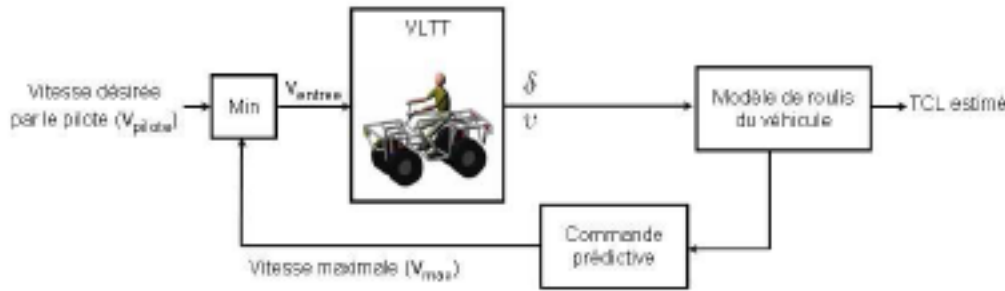 VLTT
Vitesse désirée
par le pilote (Vpilote)
Min
Ventree
δ
υ
Modèle de roulis
du véhicule
TCL estimé
Commande
prédictive
Vitesse maximale (Vmax)